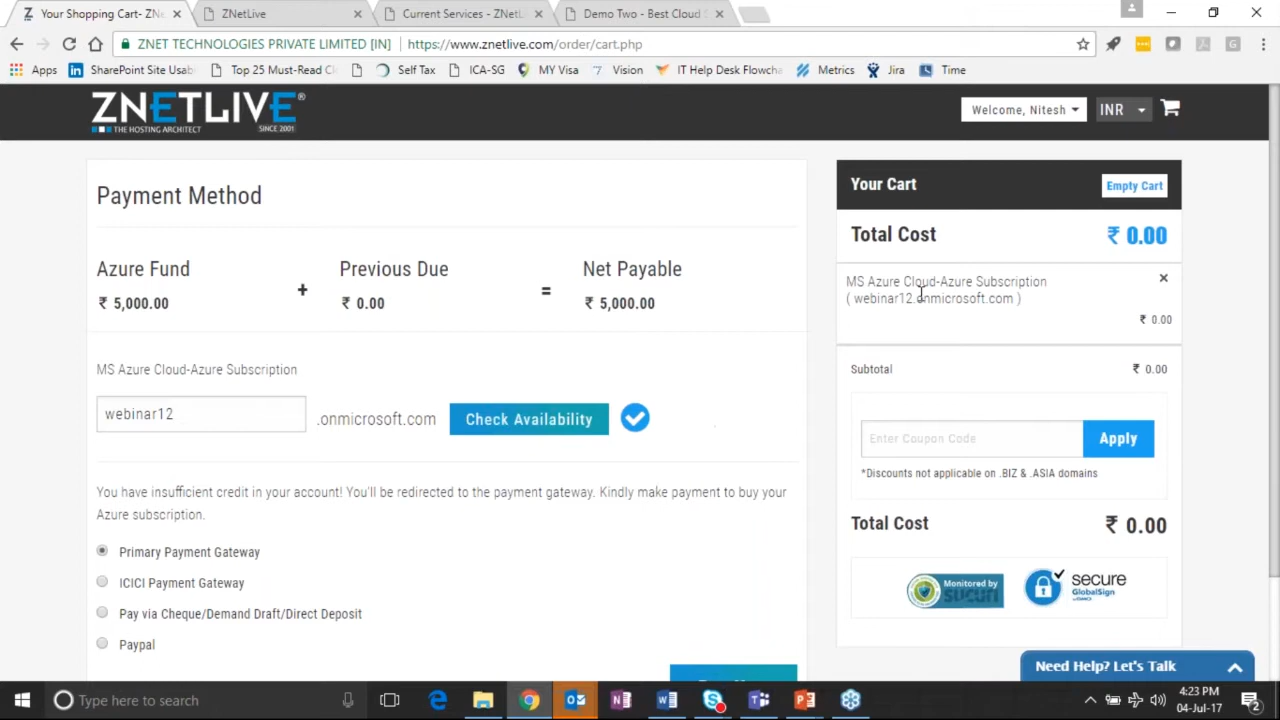 Your Shopping Cart- ZNe
ZNetLive
Current Services - ZNetL
Demo Two - Best Cloud S
ZNET TECHNOLOGIES PRIVATE LIMITED [IN]
https://www.znetlive.com/order/cart.php
Apps
SharePoint Site Usab
Top 25 Must-Read Cl
Self Tax
ICA-SG
MY Visa
Vision
IT Help Desk Flowcha
Metrics
Jira
Time
ZNETLIVE®
THE HOSTING ARCHITECT SINCE 2001
Welcome, Nitesh
INR
Payment Method
Azure Fund + Previous Due = Net Payable
₹ 5,000.00 ₹ 0.00 ₹ 5,000.00
MS Azure Cloud-Azure Subscription
webinar12 .onmicrosoft.com Check Availability
You have insufficient credit in your account! You'll be redirected to the payment gateway. Kindly make payment to buy your
Azure subscription.
Primary Payment Gateway
ICICI Payment Gateway
Pay via Cheque/Demand Draft/Direct Deposit
Paypal
Your Cart
Empty Cart
Total Cost ₹ 0.00
MS Azure Cloud-Azure Subscription
( webinar12.onmicrosoft.com )
₹ 0.00
Subtotal ₹ 0.00
Enter Coupon Code Apply
*Discounts not applicable on .BIZ & .ASIA domains
Total Cost ₹ 0.00
Monitored by
sucuri
secure
GlobalSign
Need Help? Let's Talk
Type here to search
4:23 PM
04-Jul-17
2